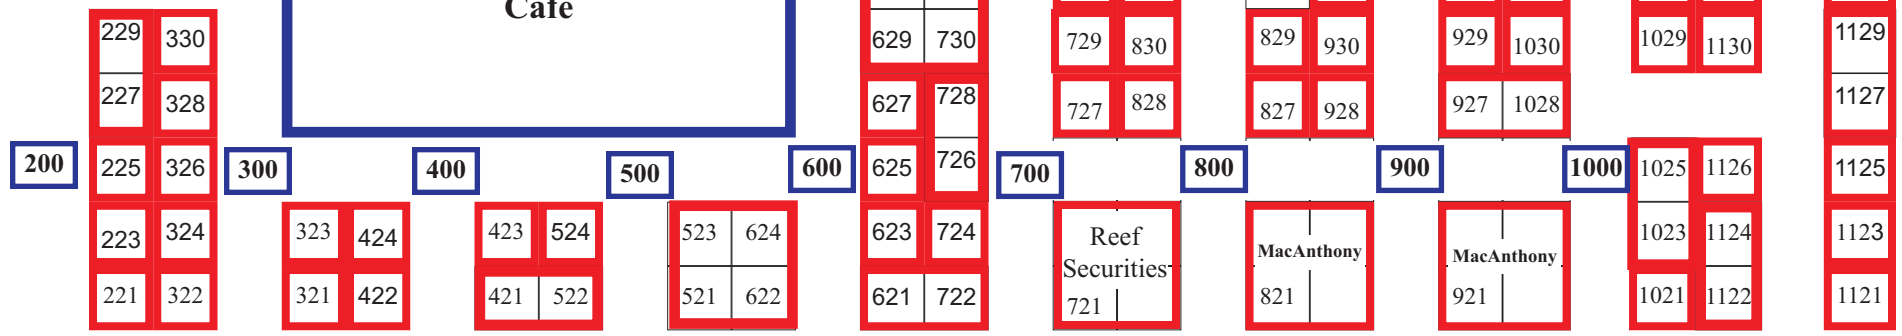 Cafe
229 330 629 730 729 830 829 930 929 1030 1029 1130 1129
227 328 627 728 727 828 827 928 927 1028 1127
200 225 326 300 400 500 600 625 726 700 800 900 1000 1025 1126 1125
223 324 323 424 423 524 523 624 623 724 Reef MacAnthony MacAnthony 1023 1124 1123
Securities
221 322 321 422 421 522 521 622 621 722 721 821 921 1021 1122 1121